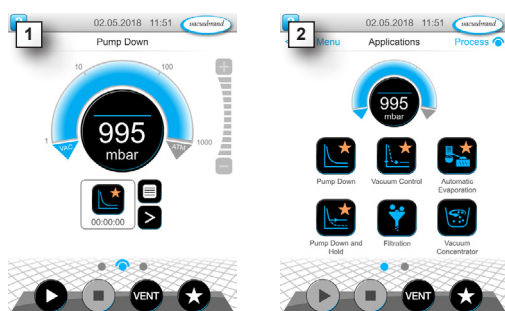 1
02.05.2018 11:51
vacuubrand
Pump Down
10
100
1
1000
VAC
ATM
995
mbar
00:00:00
VENT
2
02.05.2018 11:51
vacuubrand
Menu
Applications
Process
995
mbar
Pump Down
Vacuum Control
Automatic
Evaporation
Pump Down and
Hold
Filtration
Vacuum
Concentrator
VENT